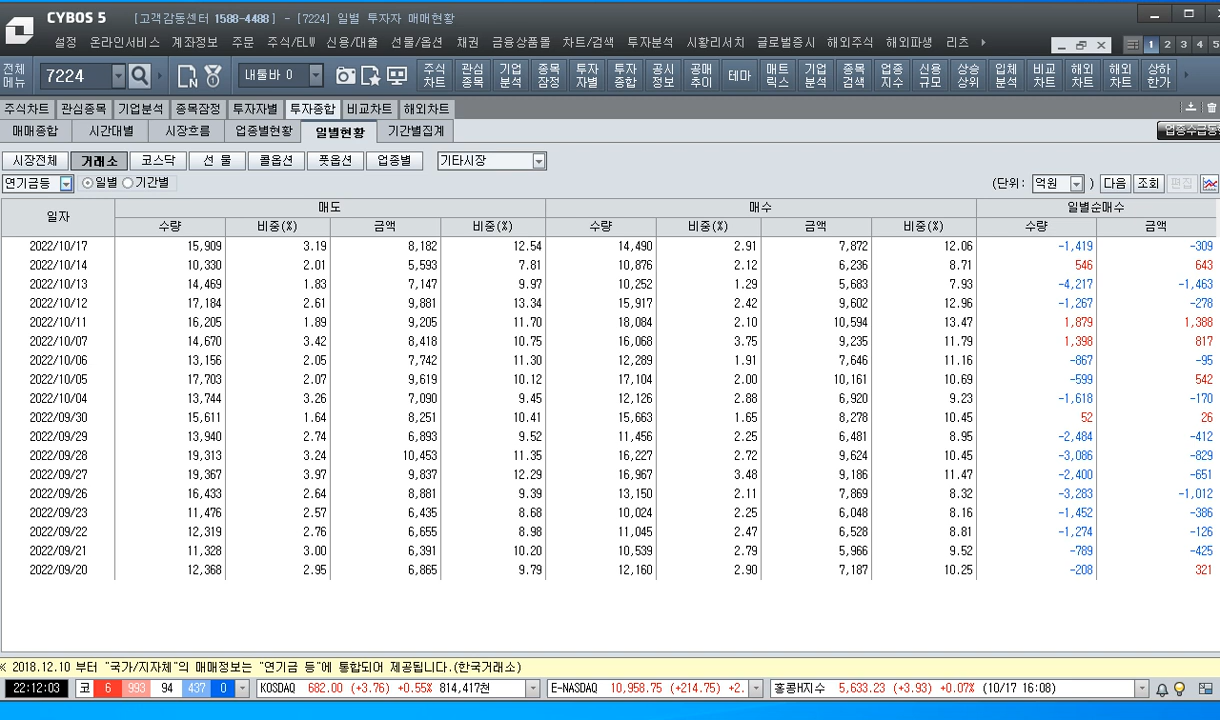 CYBOS 5 [고객감동센터 1588-4488] - [7224] 일별 투자자 매매현황
설정 온라인서비스 계좌정보 주문 주식/ELW 신용/대출 선물/옵션 채권 금융상품몰 차트/검색 투자분석 시황리서치 글로벌증시 해외주식 해외파생 리츠 1 2 3 4 5
전체메뉴 7224 내툴바 0 주식차트 관심종목 기업분석 종목잠정 투자자별 투자종합 공시정보 공매추이 테마 매트릭스 기업분석 종목검색 업종지수 신용규모 상승상위 입체분석 비교차트 해외차트 해외차트 상하한가
주식차트 관심종목 기업분석 종목잠정 투자자별 투자종합 비교차트 해외차트
매매종합 시간대별 시장흐름 업종별현황 일별현황 기간별집계 업종수급동
시장전체 거래소 코스닥 선 물 콜옵션 풋옵션 업종별 기타시장
연기금등 일별 기간별 (단위: 억원 ) 다음 조회 편집
일자 매도 매수 일별순매수
수량 비중(%) 금액 비중(%) 수량 비중(%) 금액 비중(%) 수량 금액
2022/10/17 15,909 3.19 8,182 12.54 14,490 2.91 7,872 12.06 -1,419 -309
2022/10/14 10,330 2.01 5,593 7.81 10,876 2.12 6,236 8.71 546 643
2022/10/13 14,469 1.83 7,147 9.97 10,252 1.29 5,683 7.93 -4,217 -1,463
2022/10/12 17,184 2.61 9,881 13.34 15,917 2.42 9,602 12.96 -1,267 -278
2022/10/11 16,205 1.89 9,205 11.70 18,084 2.10 10,594 13.47 1,879 1,388
2022/10/07 14,670 3.42 8,418 10.75 16,068 3.75 9,235 11.79 1,398 817
2022/10/06 13,156 2.05 7,742 11.30 12,289 1.91 7,646 11.16 -867 -95
2022/10/05 17,703 2.07 9,619 10.12 17,104 2.00 10,161 10.69 -599 542
2022/10/04 13,744 3.26 7,090 9.45 12,126 2.88 6,920 9.23 -1,618 -170
2022/09/30 15,611 1.64 8,251 10.41 15,663 1.65 8,278 10.45 52 26
2022/09/29 13,940 2.74 6,893 9.52 11,456 2.25 6,481 8.95 -2,484 -412
2022/09/28 19,313 3.24 10,453 11.35 16,227 2.72 9,624 10.45 -3,086 -829
2022/09/27 19,367 3.97 9,837 12.29 16,967 3.48 9,186 11.47 -2,400 -651
2022/09/26 16,433 2.64 8,881 9.39 13,150 2.11 7,869 8.32 -3,283 -1,012
2022/09/23 11,476 2.57 6,435 8.68 10,024 2.25 6,048 8.16 -1,452 -386
2022/09/22 12,319 2.76 6,655 8.98 11,045 2.47 6,528 8.81 -1,274 -126
2022/09/21 11,328 3.00 6,391 10.20 10,539 2.79 5,966 9.52 -789 -425
2022/09/20 12,368 2.95 6,865 9.79 12,160 2.90 7,187 10.25 -208 321
※ 2018.12.10 부터 "국가/지자체"의 매매정보는 "연기금 등"에 통합되어 제공됩니다.(한국거래소)
22:12:03 코 6 993 94 437 0 KOSDAQ 682.00 (+3.76) +0.55% 814,417천 E-NASDAQ 10,958.75 (+214.75) +2. 홍콩H지수 5,633.23 (+3.93) +0.07% (10/17 16:08)